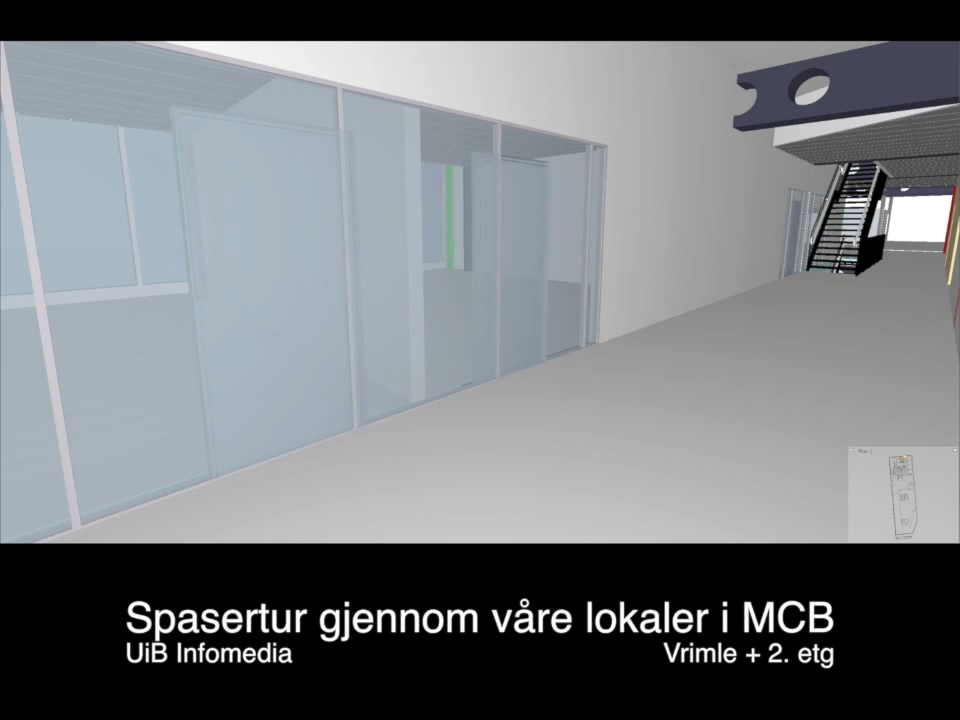 Spasertur gjennom våre lokaler i MCB
UiB Infomedia Vrimle + 2. etg